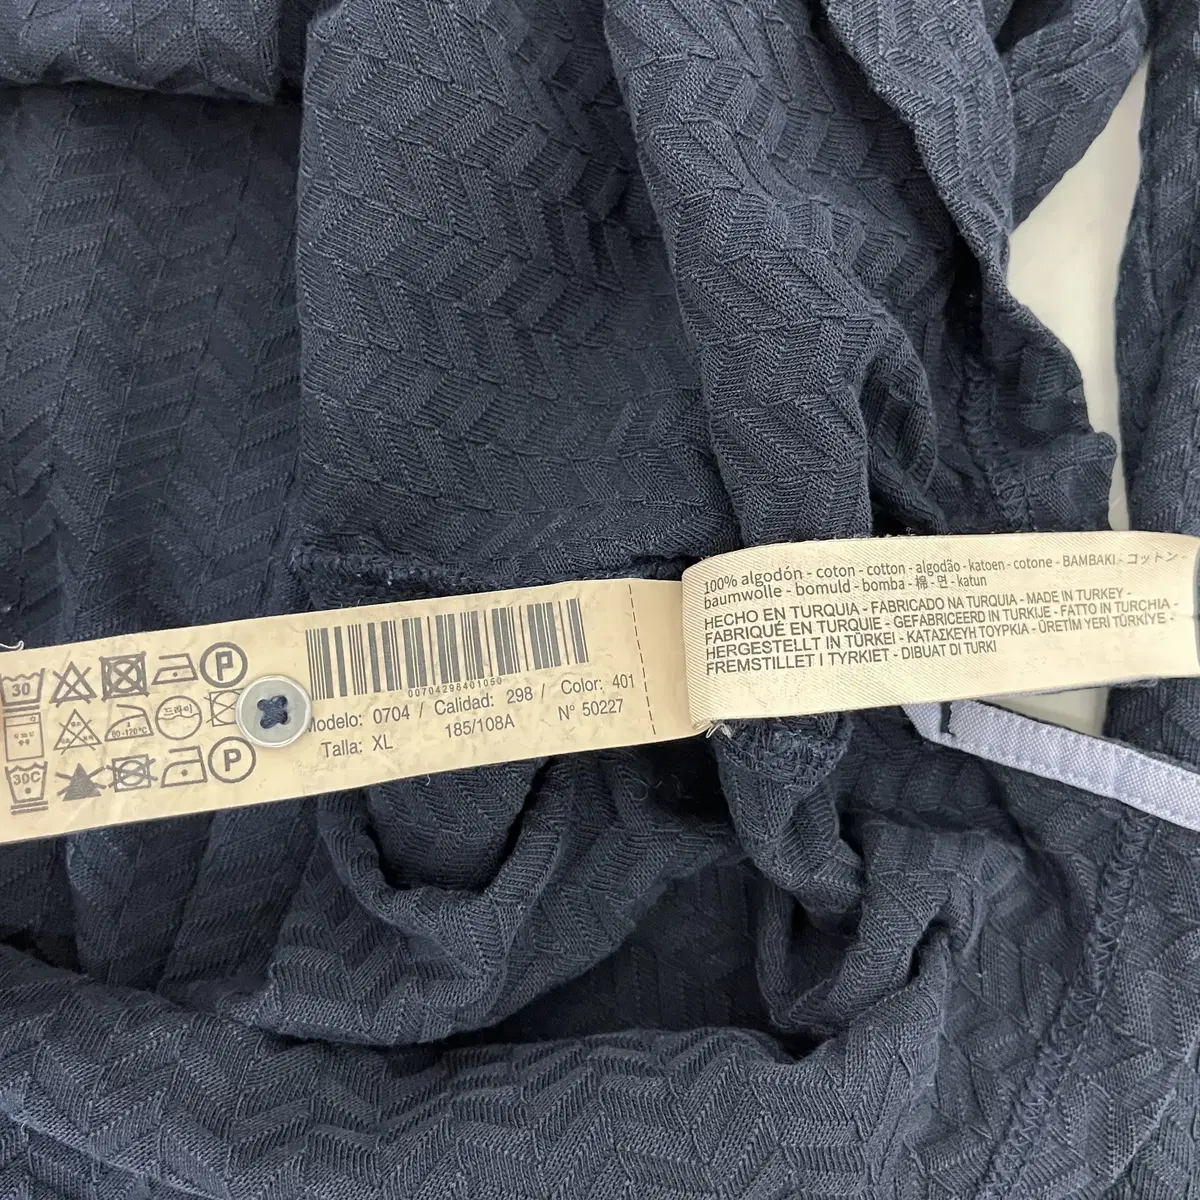 30
P
80-120°C
드라이
30C
P
00704298401050
Modelo: 0704 / Calidad: 298 / Color: 401
Talla: XL 185/108A Nº 50227
100% algodón - coton - cotton - algodão - katoen - cotone - BAMBAKI - コットン -
baumwolle - bomuld - bomba - 棉 - 면 - katun
HECHO EN TURQUIA - FABRICADO NA TURQUIA - MADE IN TURKEY -
FABRIQUÉ EN TURQUIE - GEFABRICEERD IN TURKIJE - FATTO IN TURCHIA -
HERGESTELLT IN TÜRKEI - ΚΑΤΑΣΚΕΥΗ ΤΟΥΡΚΙΑ - ÜRETİM YERİ TÜRKİYE -
FREMSTILLET I TYRKIET - DIBUAT DI TURKI